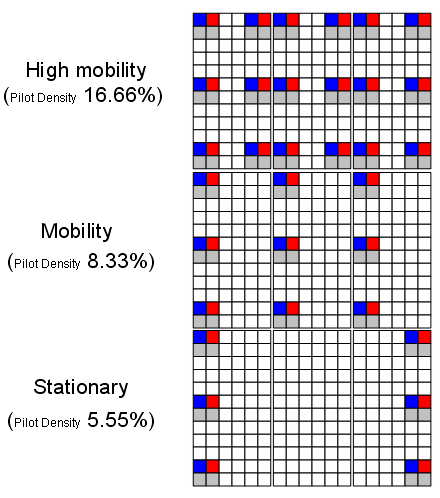 High mobility
(Pilot Density 16.66%)
Mobility
(Pilot Density 8.33%)
Stationary
(Pilot Density 5.55%)